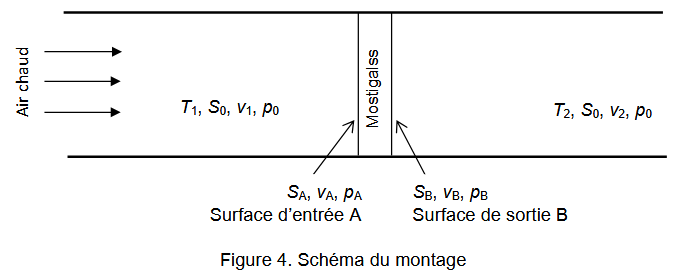 Air chaud
T1, S0, v1, p0
Mostigalss
T2, S0, v2, p0
SA, vA, pA
Surface d'entrée A
SB, vB, pB
Surface de sortie B
Figure 4. Schéma du montage